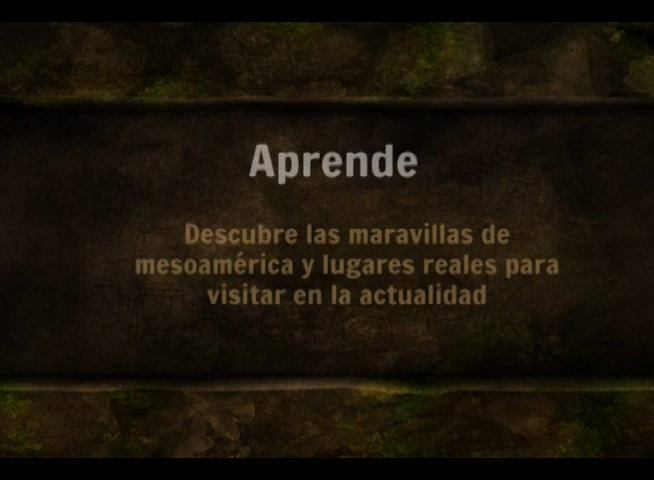 Aprende
Descubre las maravillas de
mesoamérica y lugares reales para
visitar en la actualidad